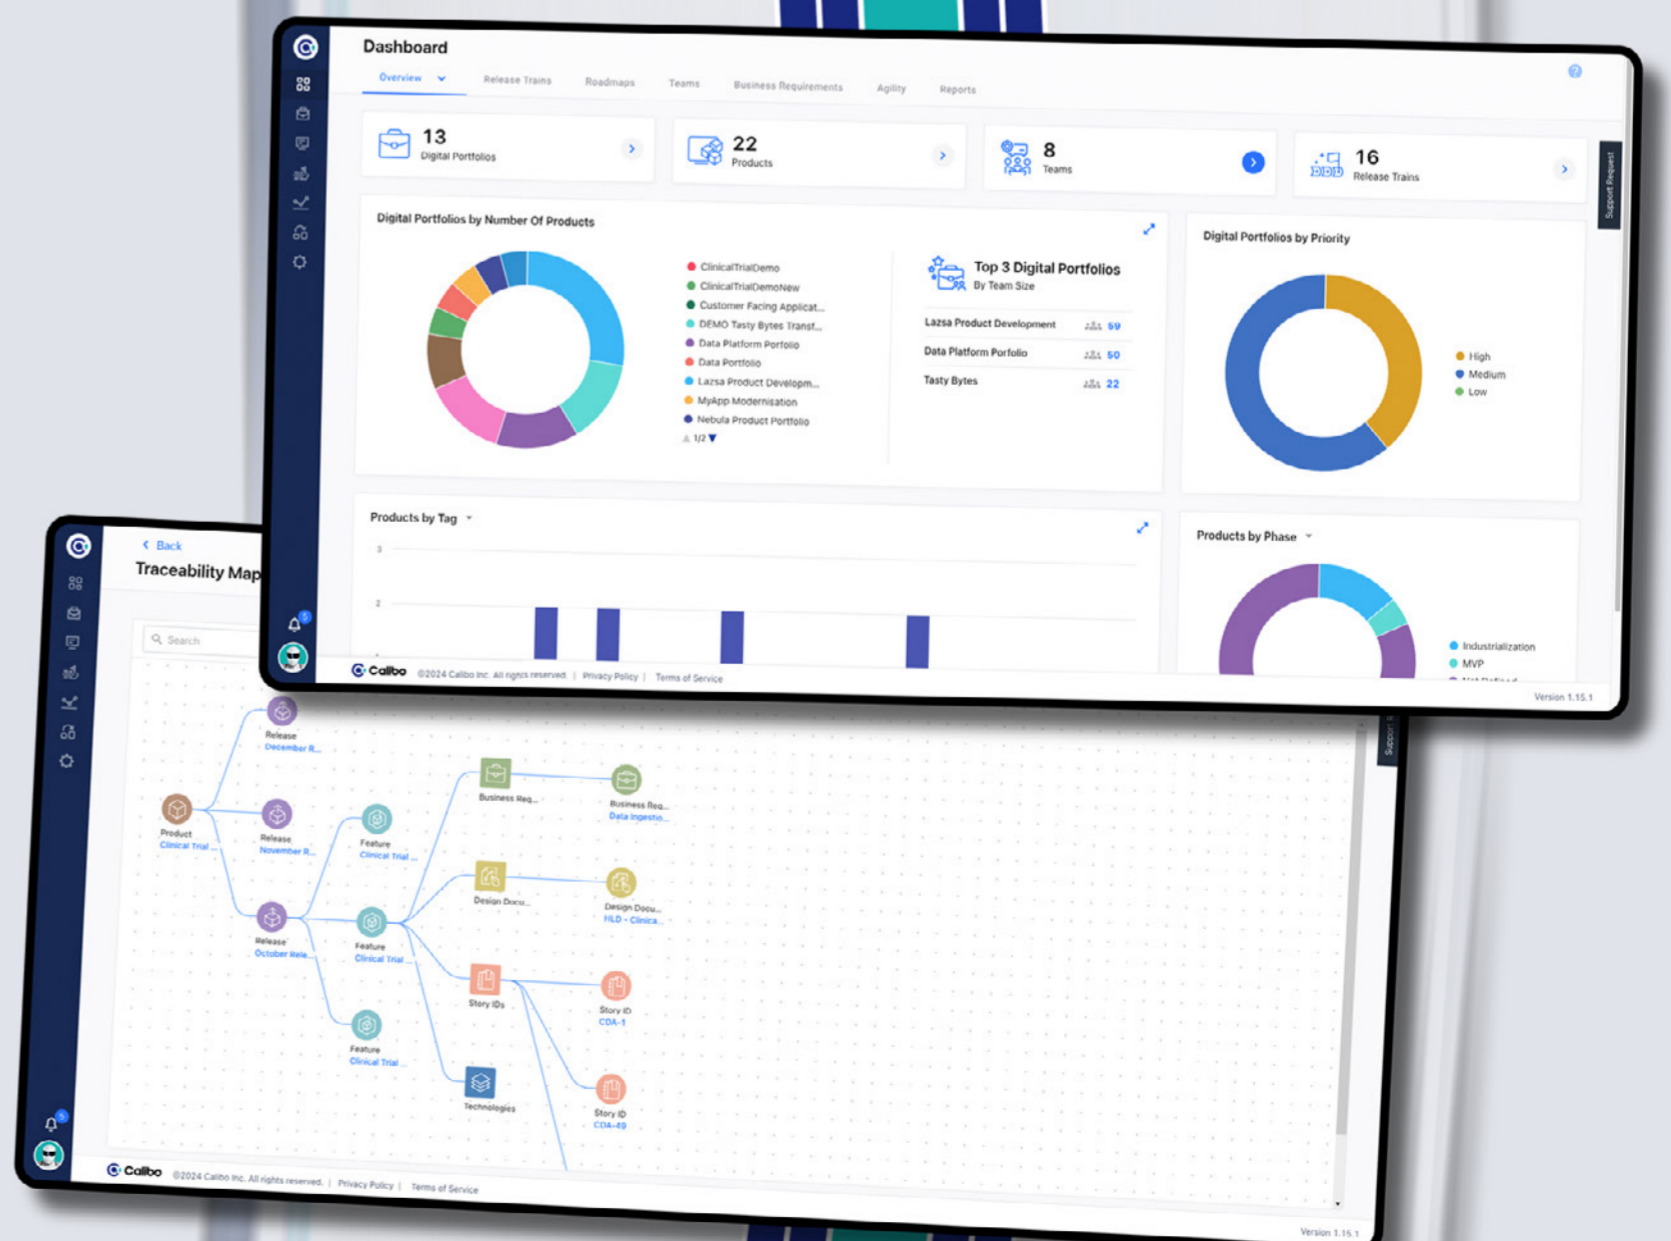 Dashboard
Overview
Release Trains
Roadmaps
Teams
Business Requirements
Agility
Reports
13
Digital Portfolios
22
Products
8
Teams
16
Release Trains
Support Request
Digital Portfolios by Number Of Products
ClinicalTrialDemo
ClinicalTrialDemoNew
Customer Facing Applicat...
DEMO Tasty Bytes Transf...
Data Platform Porfolio
Data Portfolio
Lazsa Product Developm...
MyApp Modernisation
Nebula Product Portfolio
1/2
Top 3 Digital Portfolios
By Team Size
Lazsa Product Development 59
Data Platform Porfolio 50
Tasty Bytes 22
Digital Portfolios by Priority
High
Medium
Low
Products by Tag
3
2
Products by Phase
Industrialization
MVP
5
Calibo ©2024 Calibo Inc. All rights reserved. | Privacy Policy | Terms of Service
Version 1.15.1
Back
Traceability Map
Search
Support R
Release
December R...
Product
Clinical Trial ...
Release
November R...
Release
October Rele...
Feature
Clinical Trial ...
Feature
Clinical Trial ...
Feature
Clinical Trial ...
Business Req...
Business Req...
Data Ingestio...
Design Docu...
Design Docu...
HLD - Clinica...
Story IDs
Story ID
CDA-1
Technologies
Story ID
CDA-49
5
Calibo ©2024 Calibo Inc. All rights reserved. | Privacy Policy | Terms of Service
Version 1.15.1